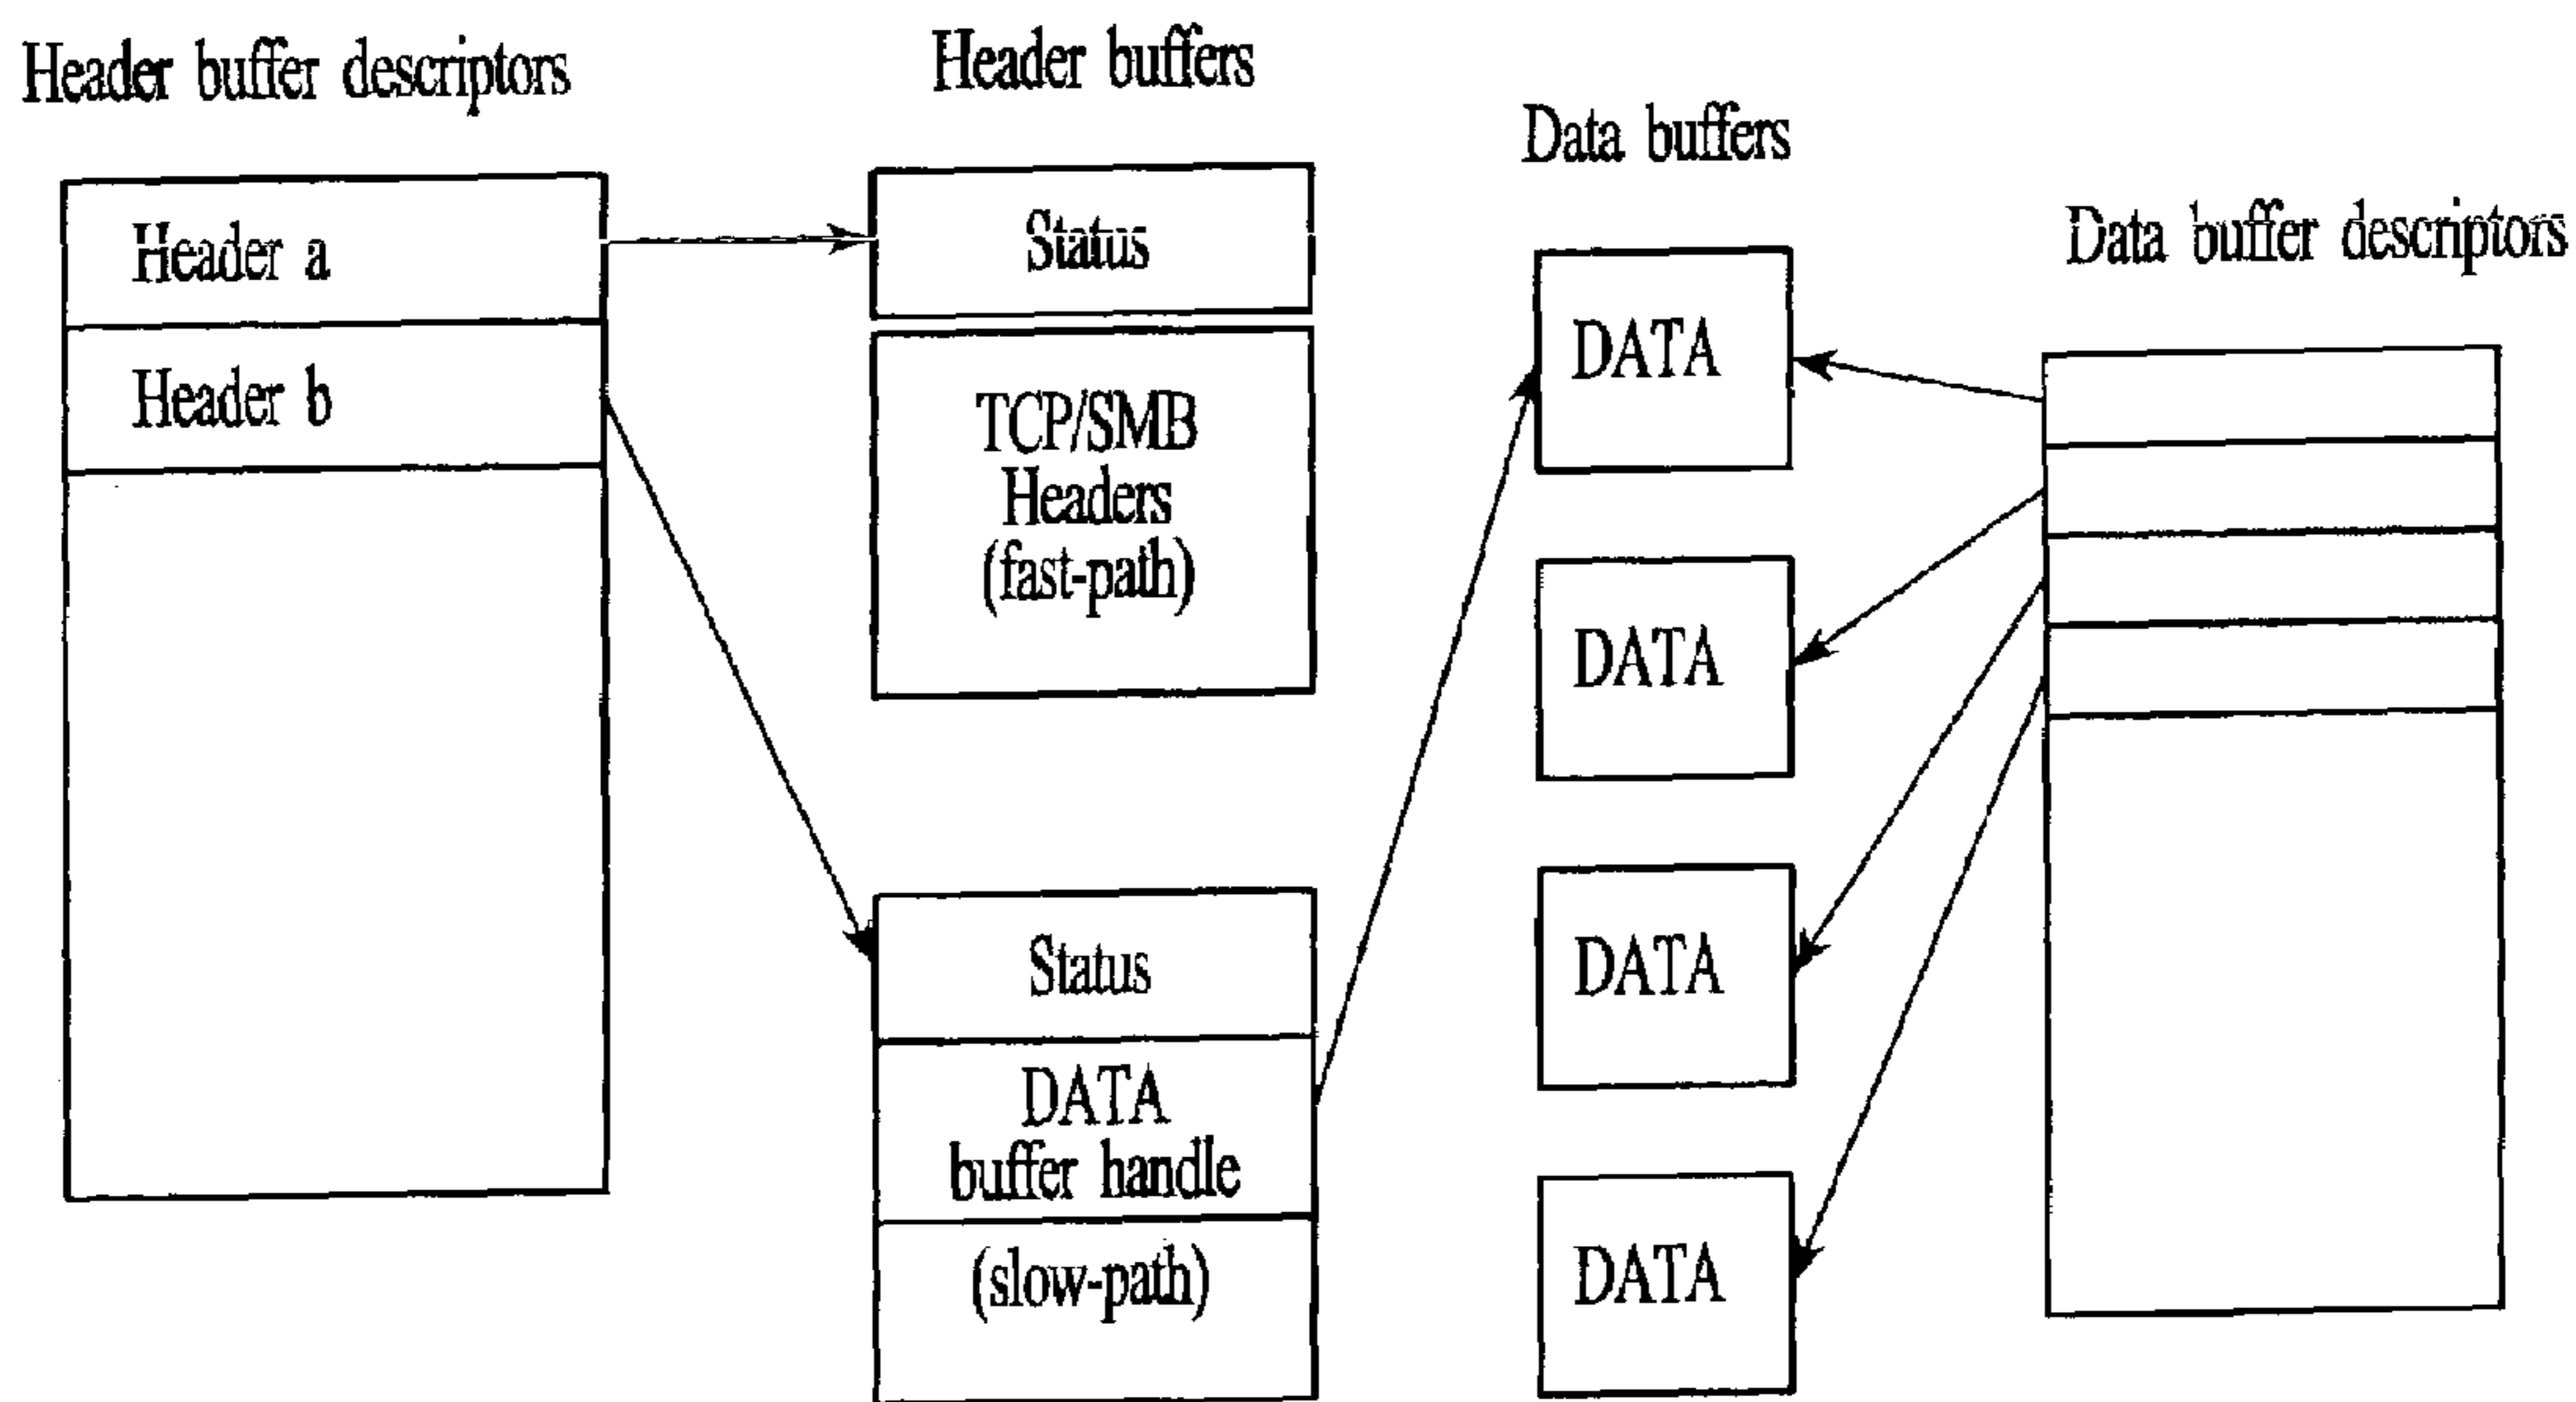 Header buffer descriptors
Header buffers
Data buffers
Data buffer descriptors
Header a
Header b
Status
TCP/SMB
Headers
(fast-path)
Status
DATA
buffer handle
(slow-path)
DATA
DATA
DATA
DATA